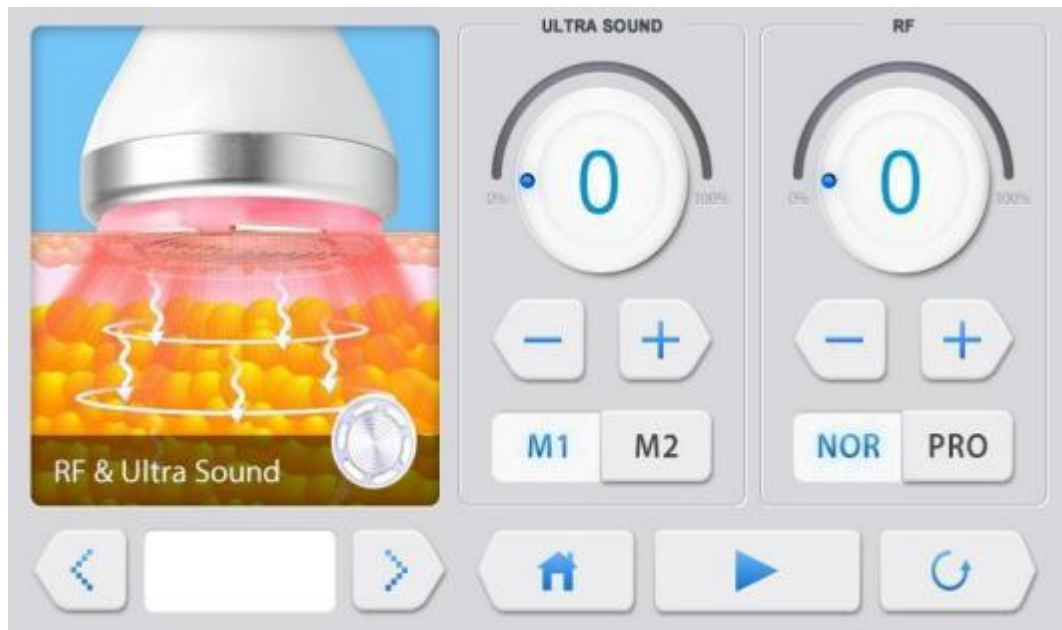 ULTRA SOUND
RF
0
0
0%
100%
0%
100%
M1
M2
NOR
PRO
RF & Ultra Sound